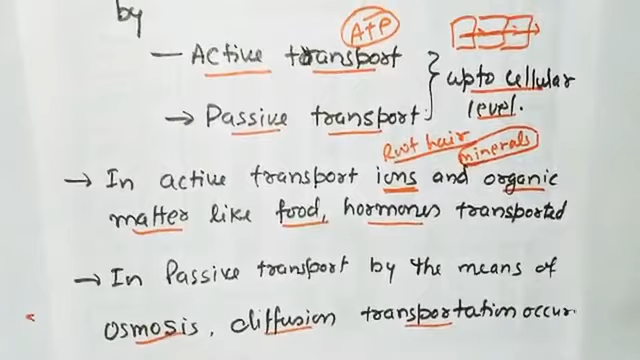 by
ATP
— Active transport
→ Passive transport
upto cellular
level.
Root hair
minerals
→ In active transport ions and organic
matter like food, hormones transported
→ In Passive transport by the means of
osmosis, diffusion transportation occur.